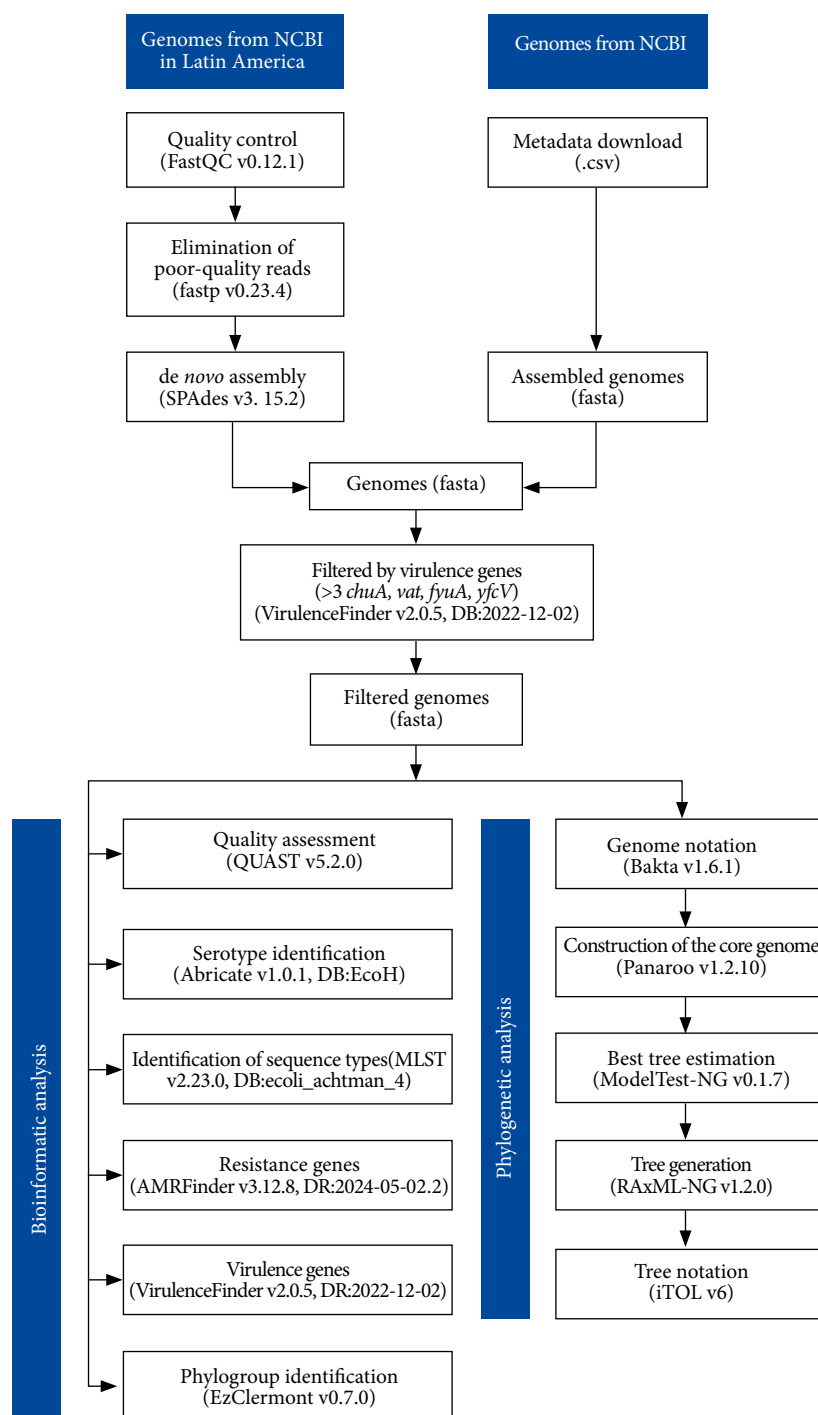 Genomes from NCBI
in Latin America
Genomes from NCBI
Quality control
(FastQC v0.12.1)
Metadata download
(.csv)
Elimination of
poor-quality reads
(fastp v0.23.4)
de novo assembly
(SPAdes v3. 15.2)
Assembled genomes
(fasta)
Genomes (fasta)
Filtered by virulence genes
(>3 chuA, vat, fyuA, yfcV)
(VirulenceFinder v2.0.5, DB:2022-12-02)
Filtered genomes
(fasta)
Bioinformatic analysis
Quality assessment
(QUAST v5.2.0)
Serotype identification
(Abricate v1.0.1, DB:EcoH)
Identification of sequence types(MLST
v2.23.0, DB:ecoli_achtman_4)
Resistance genes
(AMRFinder v3.12.8, DR:2024-05-02.2)
Virulence genes
(VirulenceFinder v2.0.5, DR:2022-12-02)
Phylogroup identification
(EzClermont v0.7.0)
Phylogenetic analysis
Genome notation
(Bakta v1.6.1)
Construction of the core genome
(Panaroo v1.2.10)
Best tree estimation
(ModelTest-NG v0.1.7)
Tree generation
(RAxML-NG v1.2.0)
Tree notation
(iTOL v6)